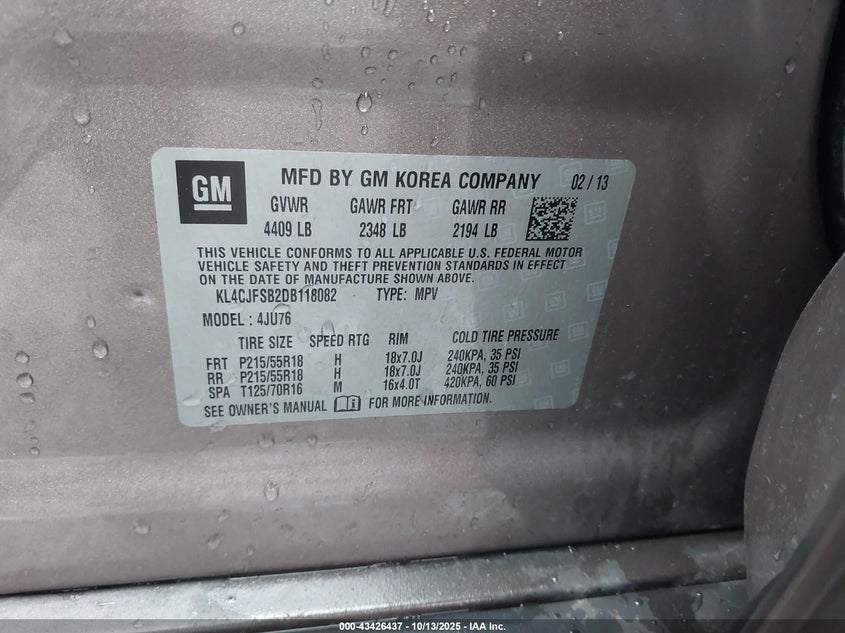 GM MFD BY GM KOREA COMPANY 02 / 13
GVWR GAWR FRT GAWR RR
4409 LB 2348 LB 2194 LB
THIS VEHICLE CONFORMS TO ALL APPLICABLE U.S. FEDERAL MOTOR
VEHICLE SAFETY AND THEFT PREVENTION STANDARDS IN EFFECT
ON THE DATE OF MANUFACTURE SHOWN ABOVE.
KL4CJFSB2DB118082 TYPE: MPV
MODEL : 4JU76
TIRE SIZE SPEED RTG RIM COLD TIRE PRESSURE
FRT P215/55R18 H 18x7.0J 240KPA, 35 PSI
RR P215/55R18 H 18x7.0J 240KPA, 35 PSI
SPA T125/70R16 M 16x4.0T 420KPA, 60 PSI
SEE OWNER'S MANUAL FOR MORE INFORMATION.
000-43426437 - 10/13/2025 - IAA Inc.